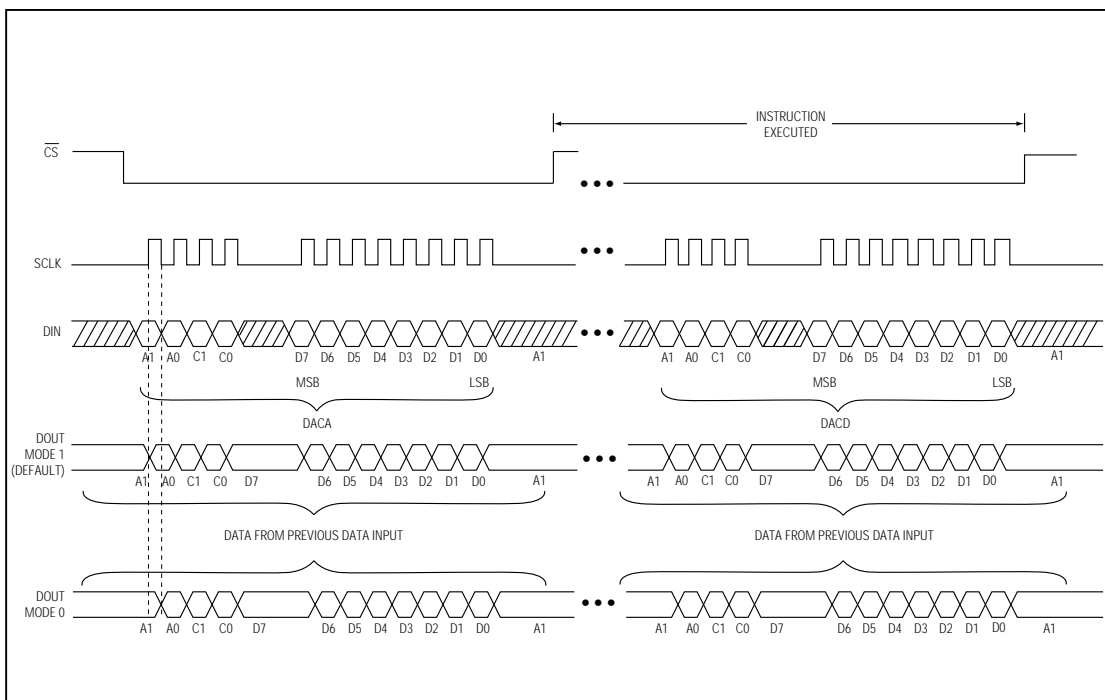 INSTRUCTION
EXECUTED
CS
SCLK
DIN
A1 A0 C1 C0 D7 D6 D5 D4 D3 D2 D1 D0 A1 A1 A0 C1 C0 D7 D6 D5 D4 D3 D2 D1 D0 A1
MSB LSB MSB LSB
DACA DACD
DOUT
MODE 1
(DEFAULT)
A1 A0 C1 C0 D7 D6 D5 D4 D3 D2 D1 D0 A1 A1 A0 C1 C0 D7 D6 D5 D4 D3 D2 D1 D0 A1
DATA FROM PREVIOUS DATA INPUT DATA FROM PREVIOUS DATA INPUT
DOUT
MODE 0
A1 A0 C1 C0 D7 D6 D5 D4 D3 D2 D1 D0 A1 A1 A0 C1 C0 D7 D6 D5 D4 D3 D2 D1 D0 A1